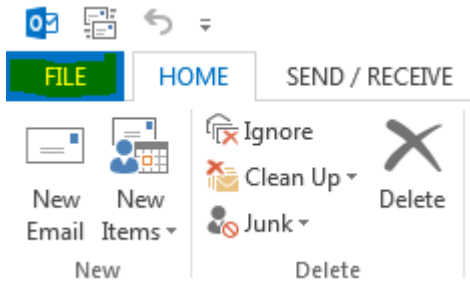 FILE HOME SEND / RECEIVE
Ignore
Clean Up
Junk
New Email
New Items
Delete
New Delete